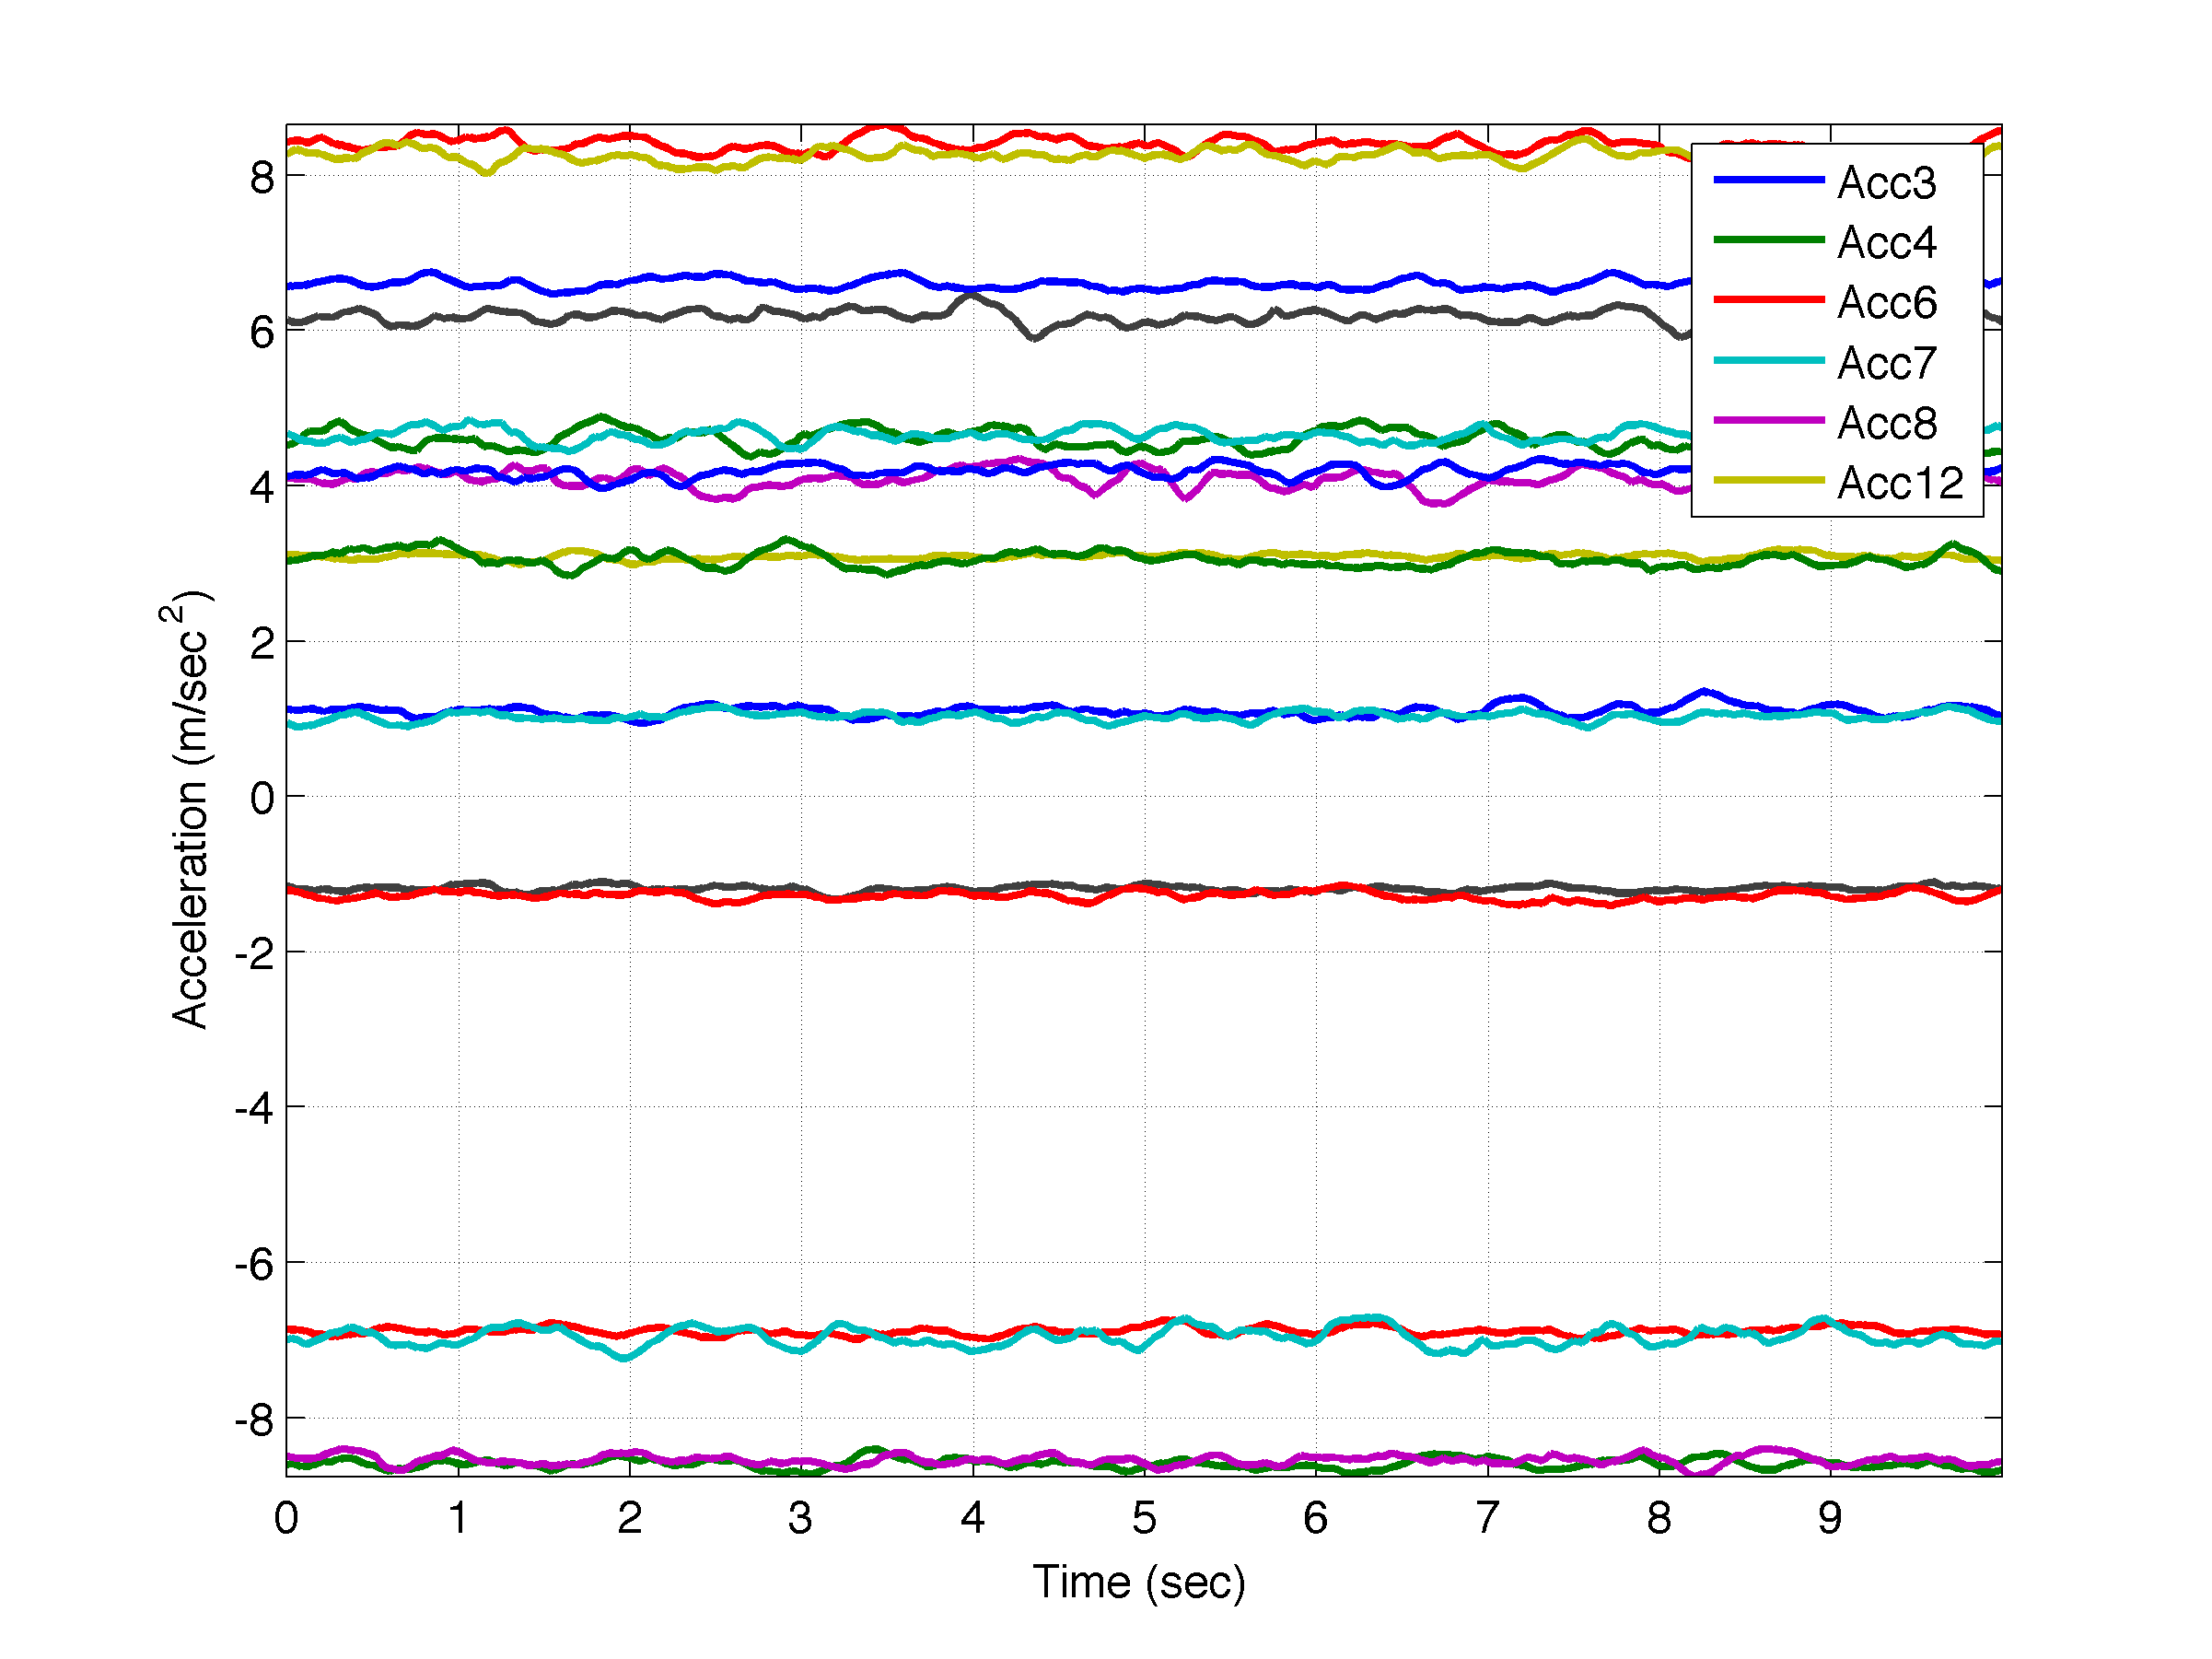 8
6
4
2
0
-2
-4
-6
-8
Acceleration (m/sec²)
Acc3
Acc4
Acc6
Acc7
Acc8
Acc12
0 1 2 3 4 5 6 7 8 9
Time (sec)